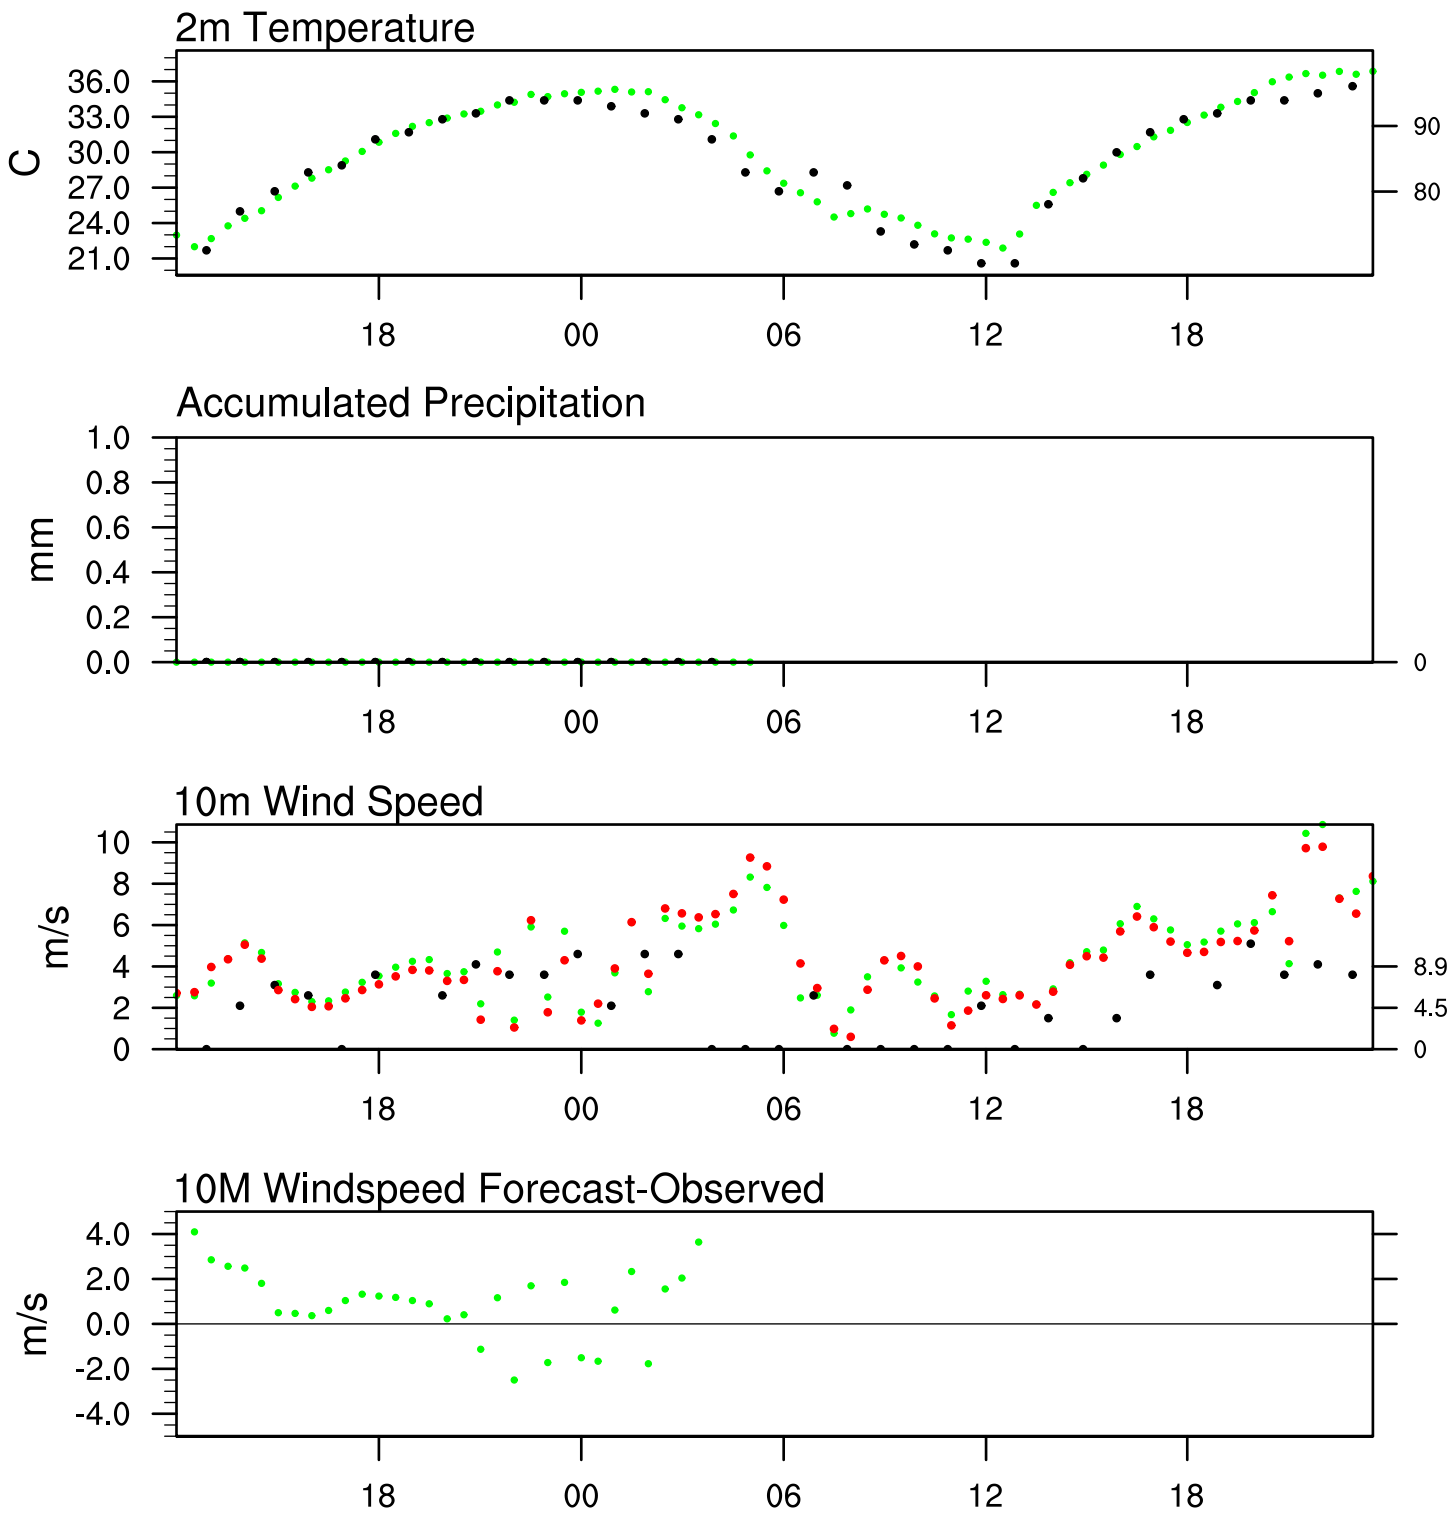 2m Temperature
36.0
33.0
30.0
27.0
24.0
21.0
C
90
80
18 00 06 12 18
Accumulated Precipitation
1.0
0.8
0.6
0.4
0.2
0.0
mm
0
18 00 06 12 18
10m Wind Speed
10
8
6
4
2
0
m/s
8.9
4.5
0
18 00 06 12 18
10M Windspeed Forecast-Observed
4.0
2.0
0.0
-2.0
-4.0
m/s
18 00 06 12 18